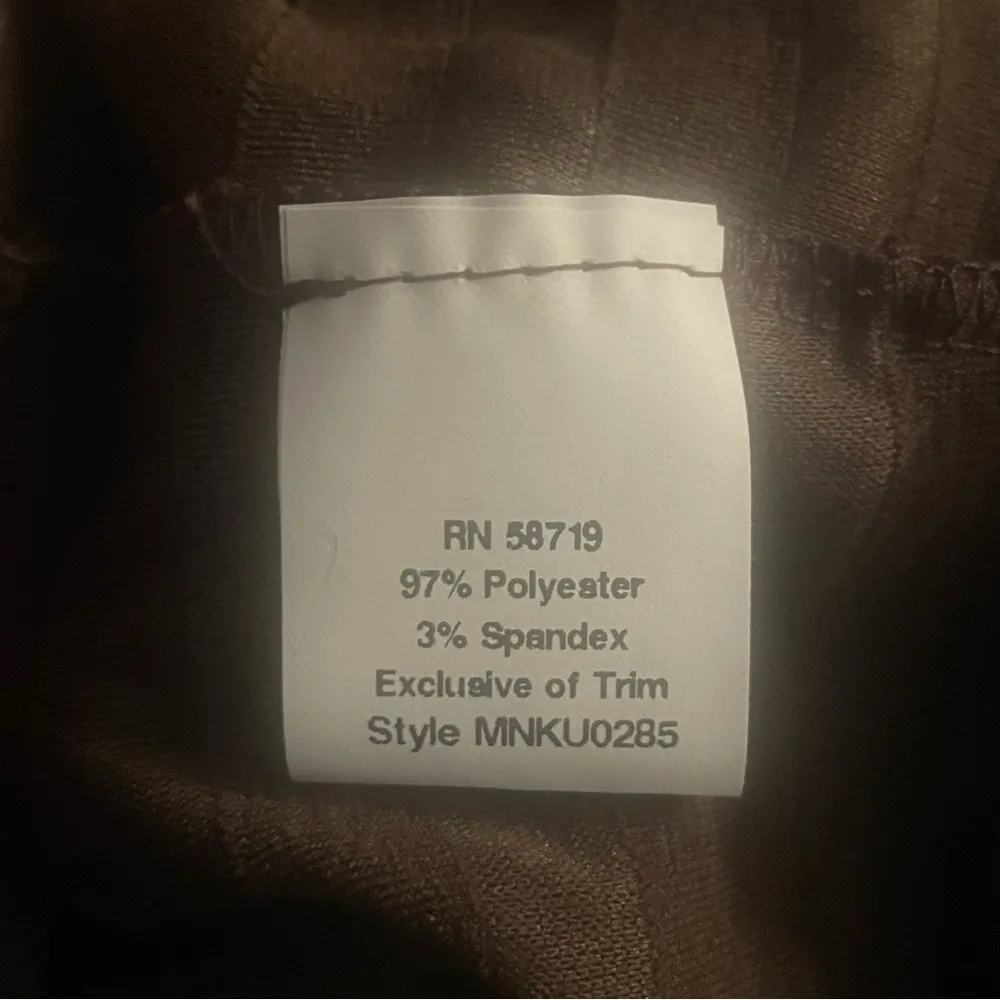 RN 58719
97% Polyester
3% Spandex
Exclusive of Trim
Style MNKU0285